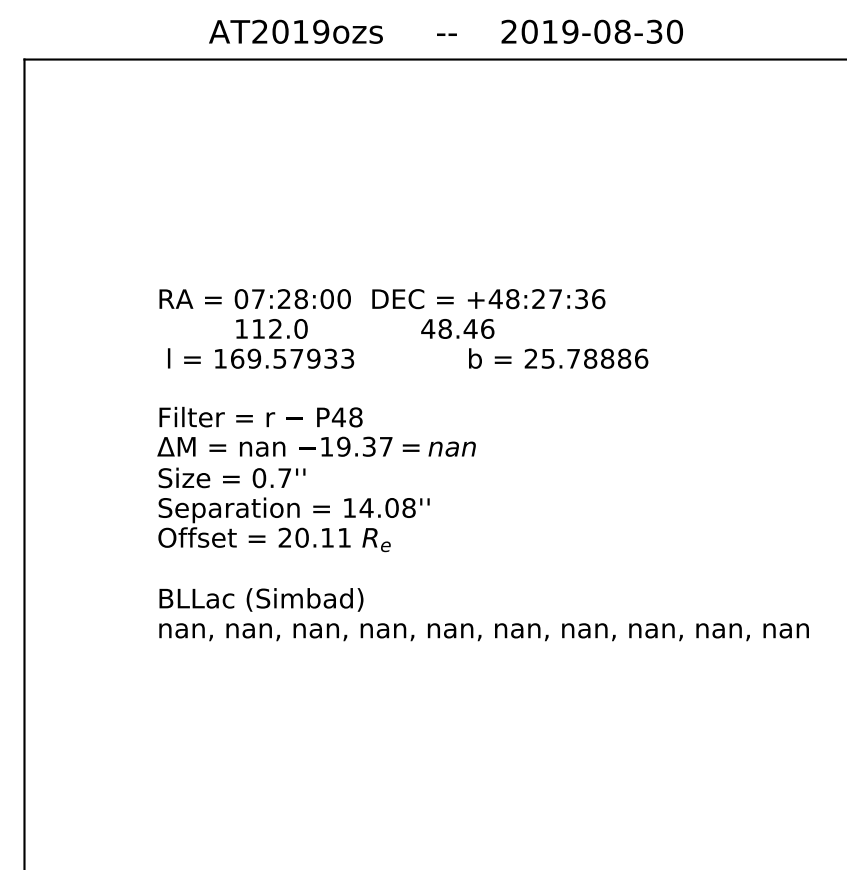 AT2019ozs -- 2019-08-30
RA = 07:28:00 DEC = +48:27:36
112.0 48.46
l = 169.57933 b = 25.78886
Filter = r − P48
ΔM = nan −19.37 = nan
Size = 0.7''
Separation = 14.08''
Offset = 20.11 Rₑ
BLLac (Simbad)
nan, nan, nan, nan, nan, nan, nan, nan, nan, nan